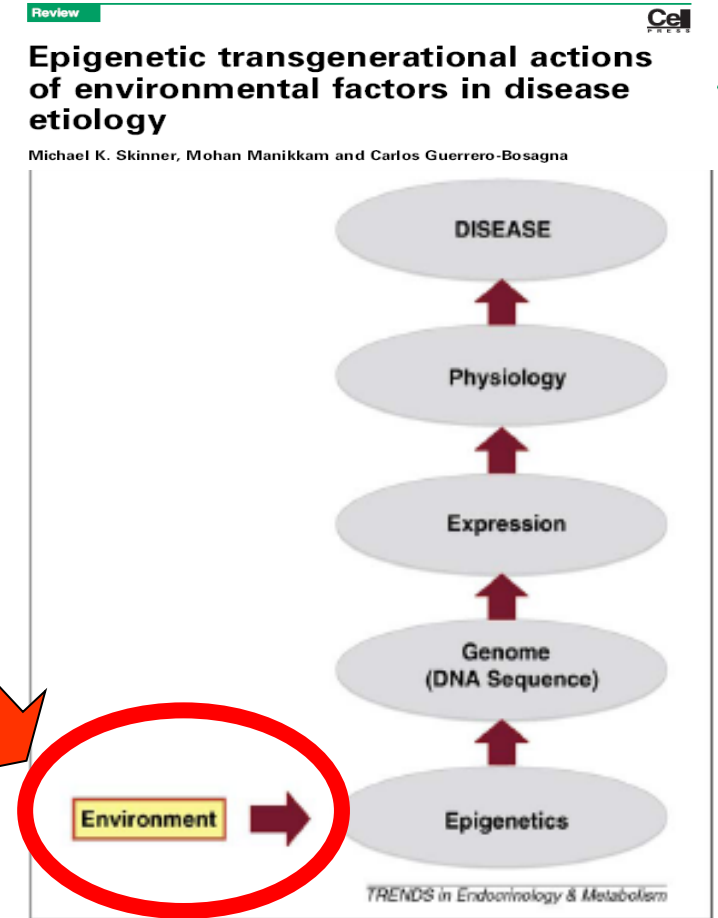 Review
Cell
PRESS
Epigenetic transgenerational actions
of environmental factors in disease
etiology
Michael K. Skinner, Mohan Manikkam and Carlos Guerrero-Bosagna
DISEASE
Physiology
Expression
Genome
(DNA Sequence)
Environment
Epigenetics
TRENDS in Endocrinology & Metabolism